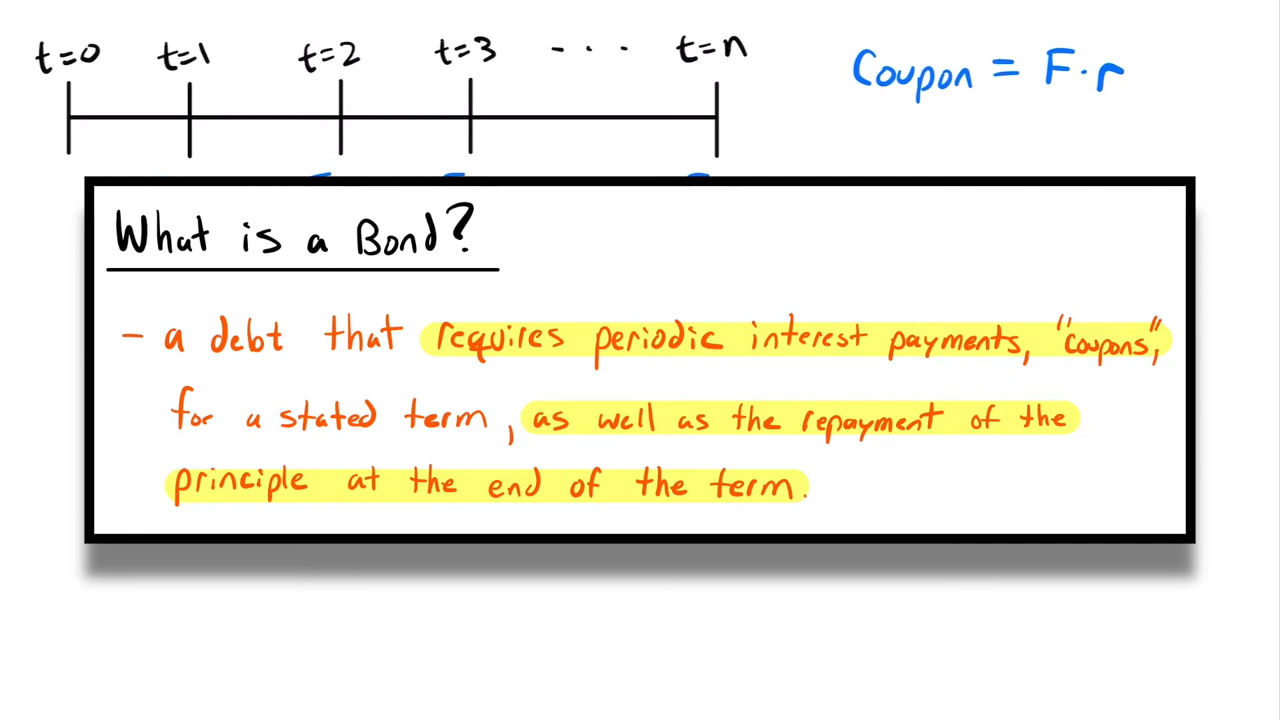 t=0 t=1 t=2 t=3 ... t=n
Coupon = F·r
What is a Bond?
- a debt that requires periodic interest payments, "coupons,"
for a stated term, as well as the repayment of the
principle at the end of the term.